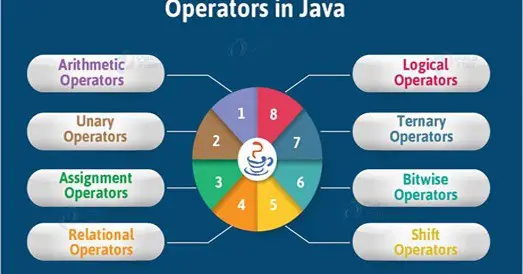 Operators in Java
Arithmetic
Operators
Unary
Operators
Assignment
Operators
Relational
Operators
1
2
3
4
5
6
7
8
Logical
Operators
Ternary
Operators
Bitwise
Operators
Shift
Operators